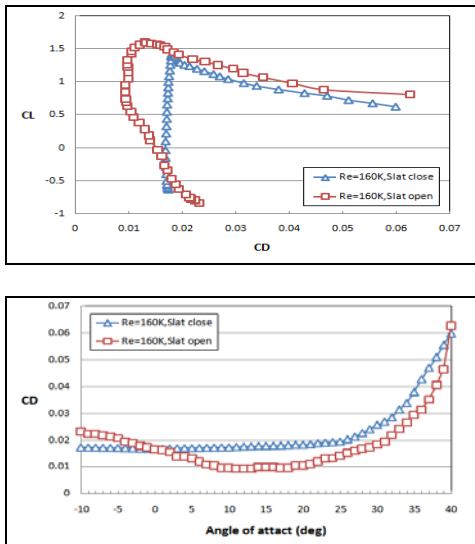 2
1.5
1
CL
0.5
0
-0.5
-1
Re=160K,Slat close
Re=160K,Slat open
0 0.01 0.02 0.03 0.04 0.05 0.06 0.07
CD
0.07
0.06
0.05
CD
0.04
0.03
0.02
0.01
0
Re=160K,Slat close
Re=160K,Slat open
-10 -5 0 5 10 15 20 25 30 35 40
Angle of attact (deg)